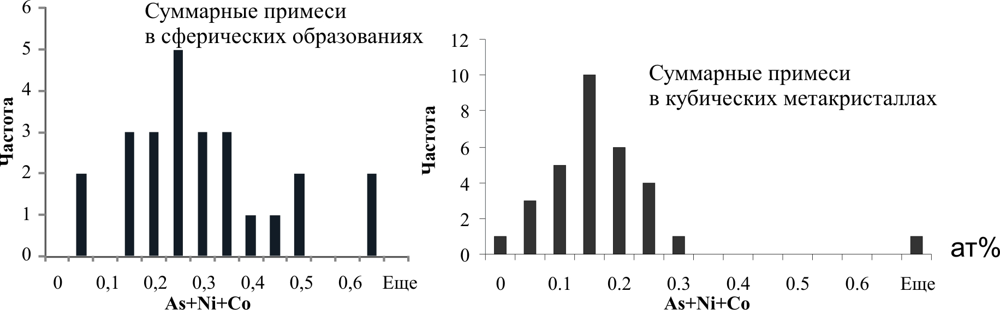 Суммарные примеси
в сферических образованиях
6
5
4
3
2
1
0
Частота
0 0,1 0,2 0,3 0,4 0,5 0,6 Еще
As+Ni+Co
Суммарные примеси
в кубических метакристаллах
12
10
8
6
4
2
0
Частота
0 0.1 0.2 0.3 0.4 0.5 0.6 Еще
As+Ni+Co
ат%